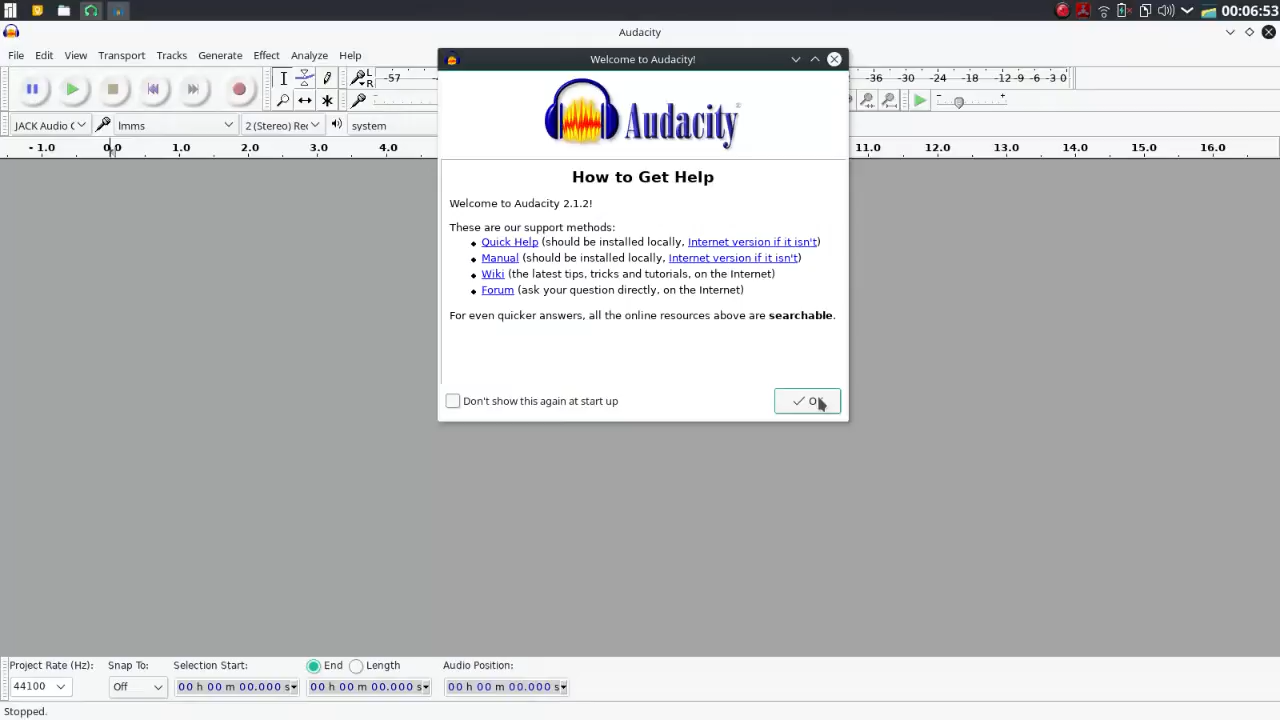 00:06:53
Audacity
File Edit View Transport Tracks Generate Effect Analyze Help
Welcome to Audacity!
L
R
-57
-36 -30 -24 -18 -12 -9 -6 -3 0
JACK Audio C
lmms
2 (Stereo) Rec
system
- 1.0 0.0 1.0 2.0 3.0 4.0 11.0 12.0 13.0 14.0 15.0 16.0
Audacity
How to Get Help
Welcome to Audacity 2.1.2!
These are our support methods:
Quick Help (should be installed locally, Internet version if it isn't)
Manual (should be installed locally, Internet version if it isn't)
Wiki (the latest tips, tricks and tutorials, on the Internet)
Forum (ask your question directly, on the Internet)
For even quicker answers, all the online resources above are searchable.
Don't show this again at start up
Project Rate (Hz): Snap To: Selection Start: End Length Audio Position:
44100 Off 00 h 00 m 00.000 s 00 h 00 m 00.000 s 00 h 00 m 00.000 s
Stopped.